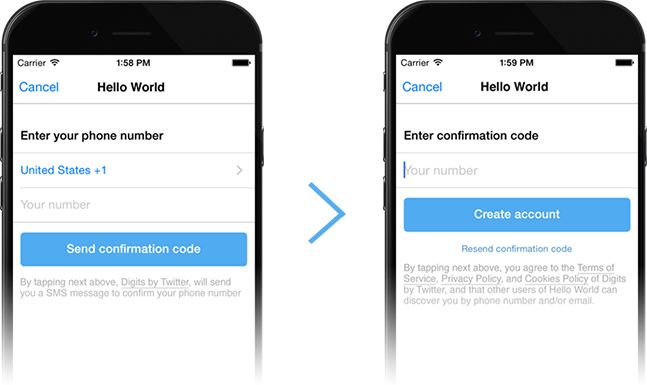 Carrier 1:58 PM
Cancel Hello World
Enter your phone number
United States +1
Your number
Send confirmation code
By tapping next above, Digits by Twitter, will send
you a SMS message to confirm your phone number
Carrier 1:59 PM
Cancel Hello World
Enter confirmation code
Your number
Create account
Resend confirmation code
By tapping next above, you agree to the Terms of
Service, Privacy Policy, and Cookies Policy of Digits
by Twitter, and that other users of Hello World can
discover you by phone number and/or email.